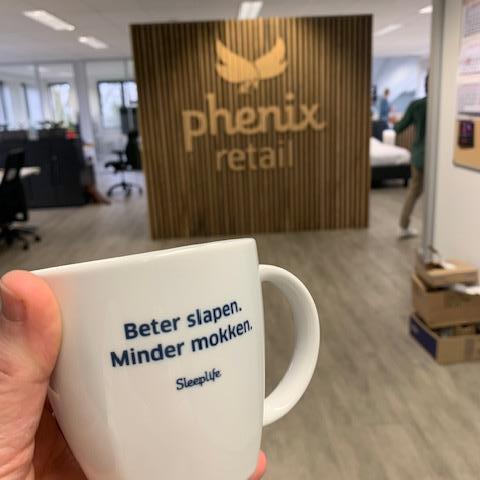 phenix
retail
Beter slapen.
Minder mokken.
Sleeplife